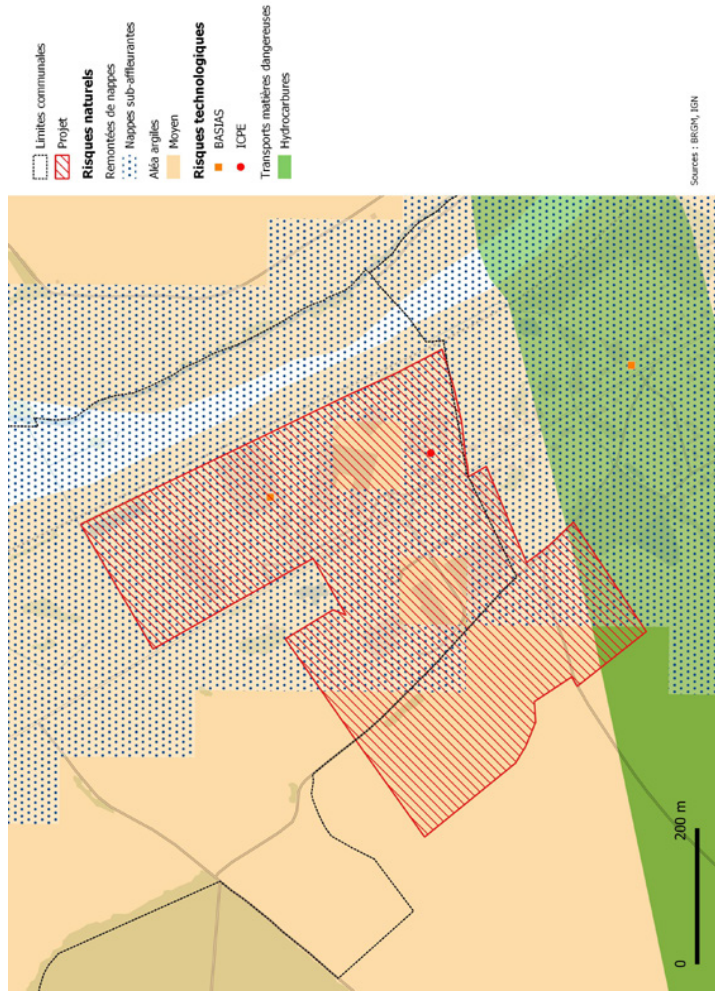 Limites communales
Projet
Risques naturels
Remontées de nappes
Nappes sub-affleurantes
Aléa argiles
Moyen
Risques technologiques
BASIAS
ICPE
Transports matières dangereuses
Hydrocarbures
Sources : BRGM, IGN
0 200 m